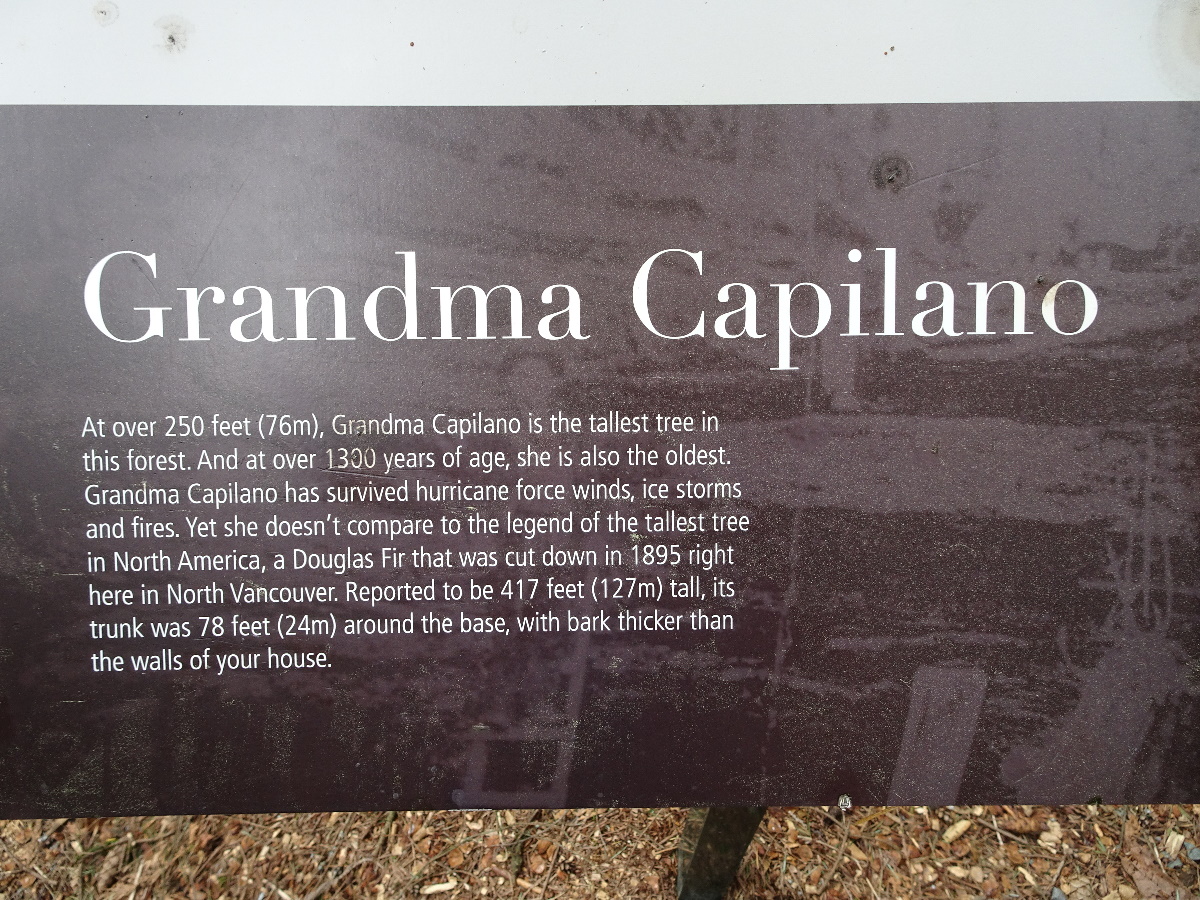 Grandma Capilano
At over 250 feet (76m), Grandma Capilano is the tallest tree in
this forest. And at over 1300 years of age, she is also the oldest.
Grandma Capilano has survived hurricane force winds, ice storms
and fires. Yet she doesn't compare to the legend of the tallest tree
in North America, a Douglas Fir that was cut down in 1895 right
here in North Vancouver. Reported to be 417 feet (127m) tall, its
trunk was 78 feet (24m) around the base, with bark thicker than
the walls of your house.